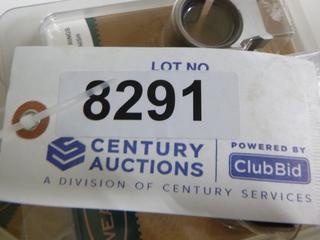 LOT NO
8291
CENTURY
AUCTIONS
POWERED BY
ClubBid
A DIVISION OF CENTURY SERVICES